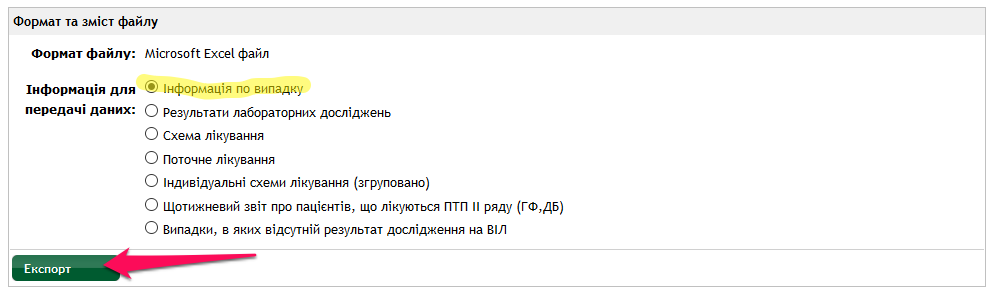 Формат та зміст файлу
Формат файлу: Microsoft Excel файл
Інформація для передачі даних:
Інформація по випадку
Результати лабораторних досліджень
Схема лікування
Поточне лікування
Індивідуальні схеми лікування (згруповано)
Щотижневий звіт про пацієнтів, що лікуються ПТП ІІ ряду (ГФ,ДБ)
Випадки, в яких відсутній результат дослідження на ВІЛ
Експорт